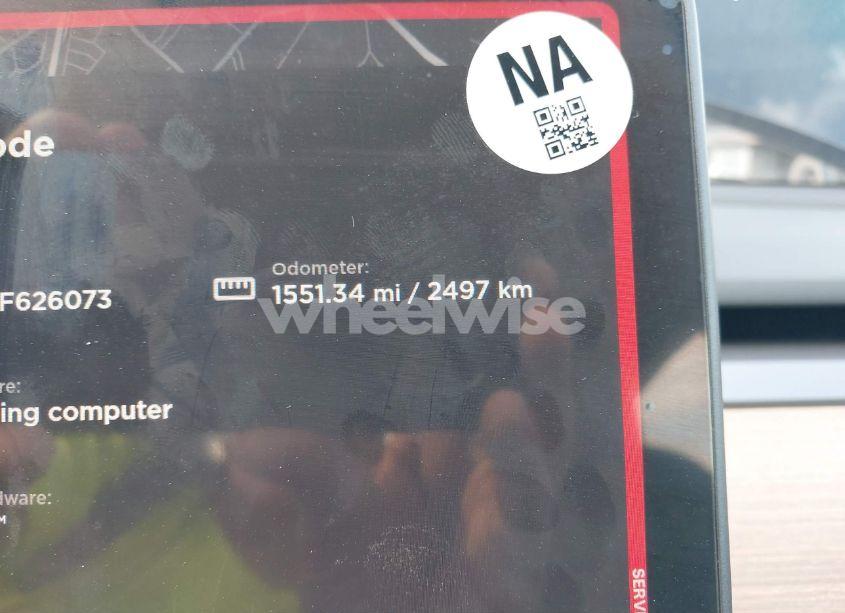 NA
ode
Odometer:
1551.34 mi / 2497 km
F626073
wheelwise
re:
ing computer
dware:
SERV